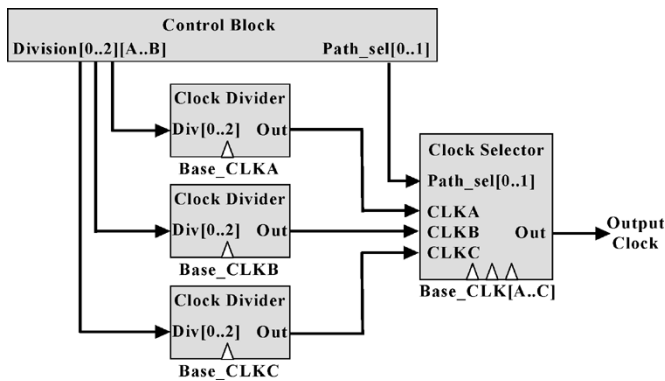 Control Block
Division[0..2][A..B] Path_sel[0..1]
Clock Divider
Div[0..2] Out
Base_CLKA
Clock Divider
Div[0..2] Out
Base_CLKB
Clock Divider
Div[0..2] Out
Base_CLKC
Clock Selector
Path_sel[0..1]
CLKA
CLKB Out
CLKC
Base_CLK[A..C]
Output
Clock